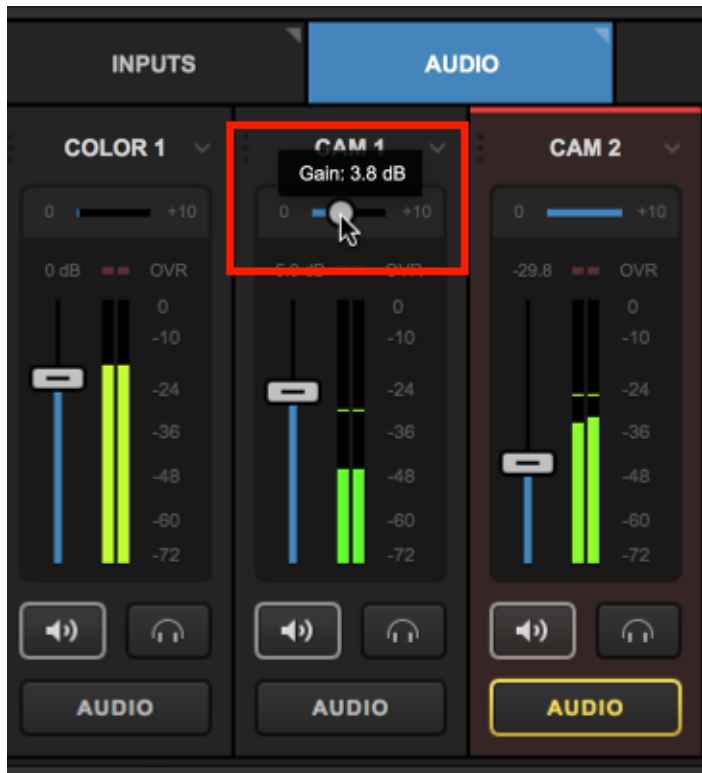 INPUTS AUDIO
COLOR 1 CAM 1 CAM 2
Gain: 3.8 dB
0 +10 0 +10 0 +10
0 dB OVR OVR -29.8 OVR
0 0 0
-10 -10 -10
-24 -24 -24
-36 -36 -36
-48 -48 -48
-60 -60 -60
-72 -72 -72
AUDIO AUDIO AUDIO